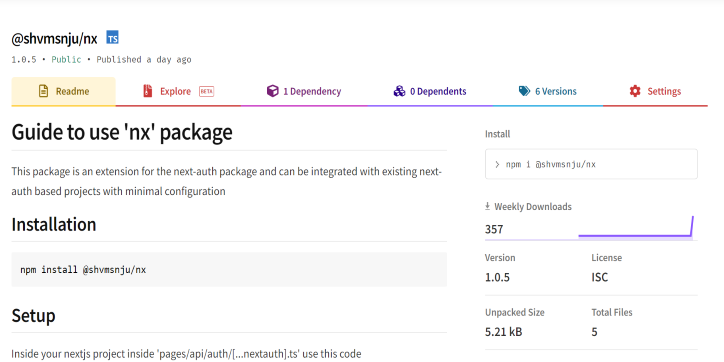 @shvmsnju/nx TS
1.0.5 • Public • Published a day ago
Readme
Explore BETA
1 Dependency
0 Dependents
6 Versions
Settings
Guide to use 'nx' package
This package is an extension for the next-auth package and can be integrated with existing next-
auth based projects with minimal configuration
Installation
npm install @shvmsnju/nx
Setup
Inside your nextjs project inside 'pages/api/auth/[...nextauth].ts' use this code
Install
> npm i @shvmsnju/nx
Weekly Downloads
357
Version
1.0.5
License
ISC
Unpacked Size
5.21 kB
Total Files
5